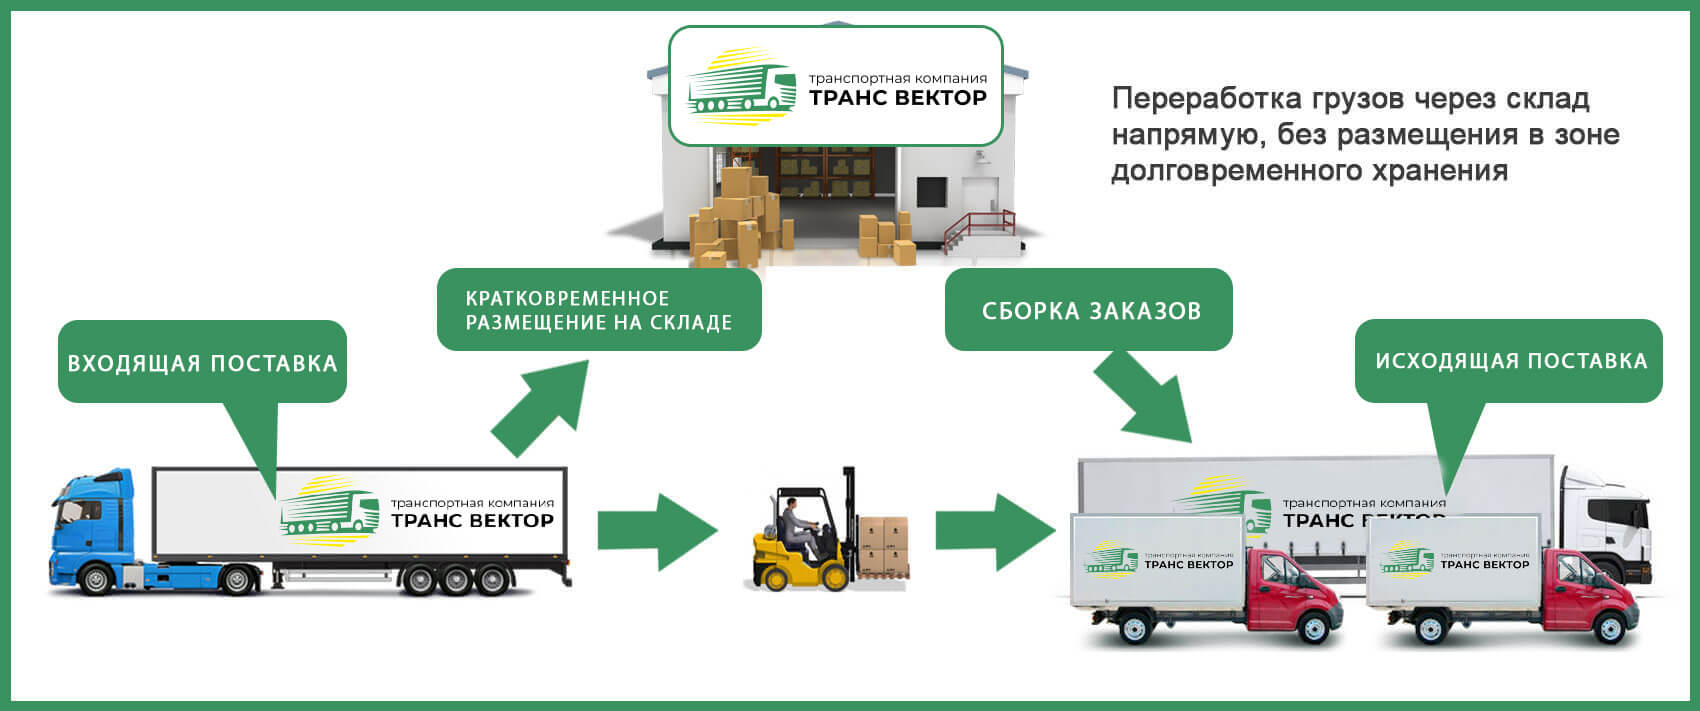 транспортная компания
ТРАНС ВЕКТОР
Переработка грузов через склад
напрямую, без размещения в зоне
долговременного хранения
КРАТКОВРЕМЕННОЕ
РАЗМЕЩЕНИЕ НА СКЛАДЕ
СБОРКА ЗАКАЗОВ
ВХОДЯЩАЯ ПОСТАВКА
ИСХОДЯЩАЯ ПОСТАВКА
транспортная компания
ТРАНС ВЕКТОР
транспортная компания
ТРАНС ВЕКТОР
транспортная компания
ТРАНС ВЕКТОР
транспортная компания
ТРАНС ВЕКТОР